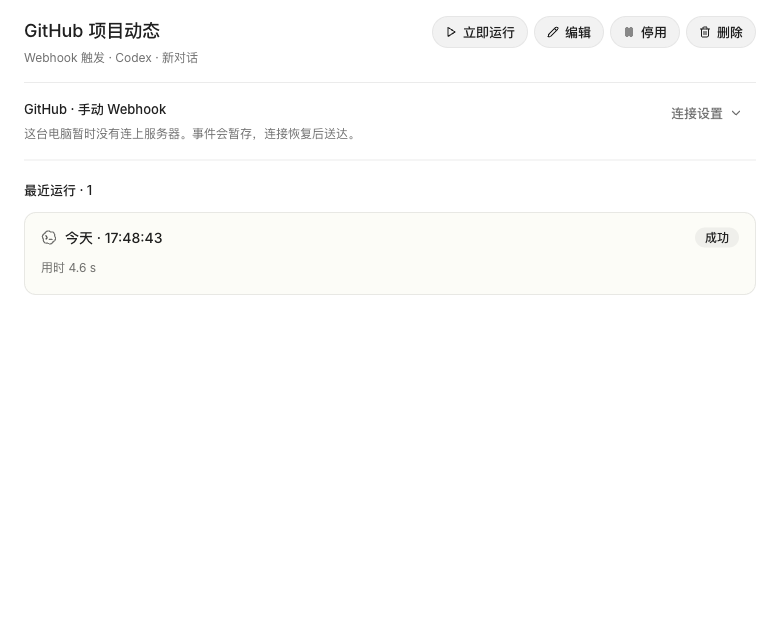 GitHub 项目动态
立即运行
编辑
停用
删除
Webhook 触发 · Codex · 新对话
GitHub · 手动 Webhook
连接设置
这台电脑暂时没有连上服务器。事件会暂存，连接恢复后送达。
最近运行 · 1
今天 · 17:48:43
成功
用时 4.6 s